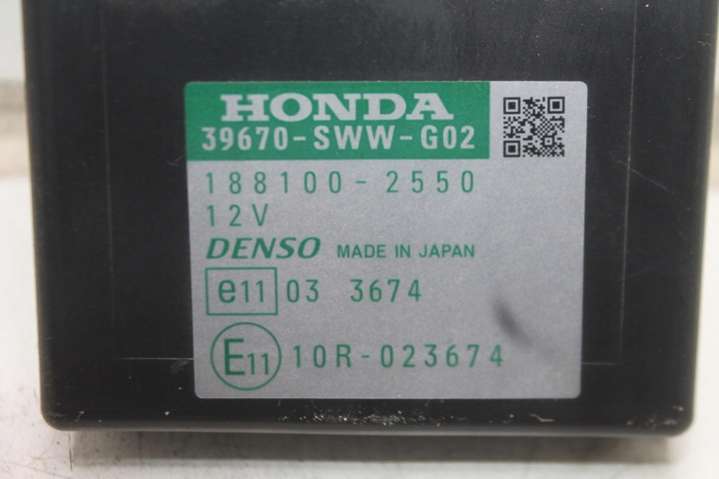 HONDA
39670-SWW-G02
188100-2550
12V
DENSO MADE IN JAPAN
e11 03 3674
E11 10R-023674